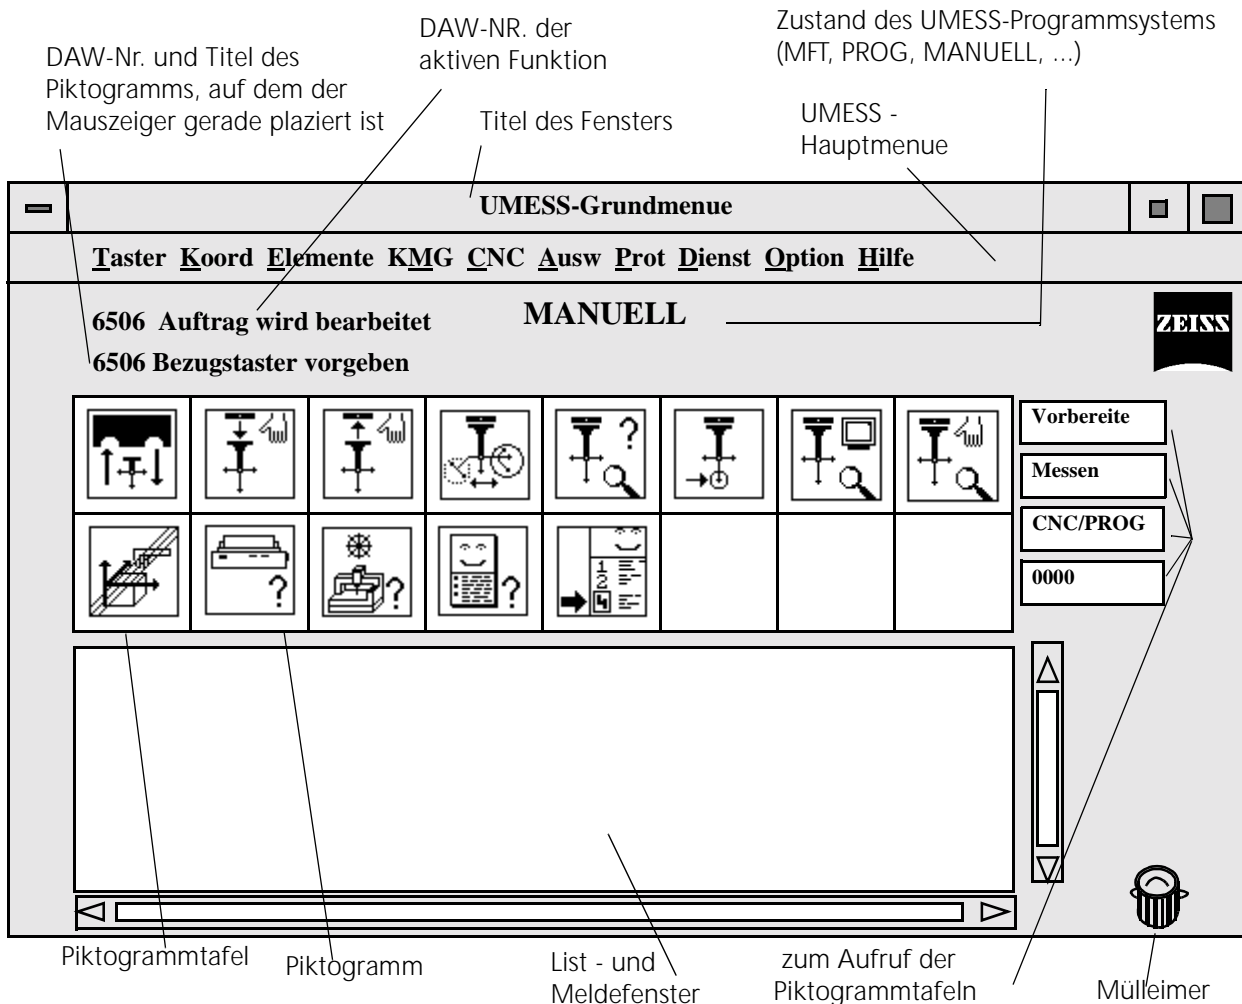 DAW-Nr. und Titel des
Piktogramms, auf dem der
Mauszeiger gerade plaziert ist
DAW-NR. der
aktiven Funktion
Titel des Fensters
Zustand des UMESS-Programmsystems
(MFT, PROG, MANUELL, ...)
UMESS -
Hauptmenue
UMESS-Grundmenue
Taster Koord Elemente KMG CNC Ausw Prot Dienst Option Hilfe
6506 Auftrag wird bearbeitet
MANUELL
ZEISS
6506 Bezugstaster vorgeben
?
Vorbereite
Messen
CNC/PROG
0000
?
?
?
1
2
4
Piktogrammtafel
Piktogramm
List - und
Meldefenster
zum Aufruf der
Piktogrammtafeln
Mülleimer